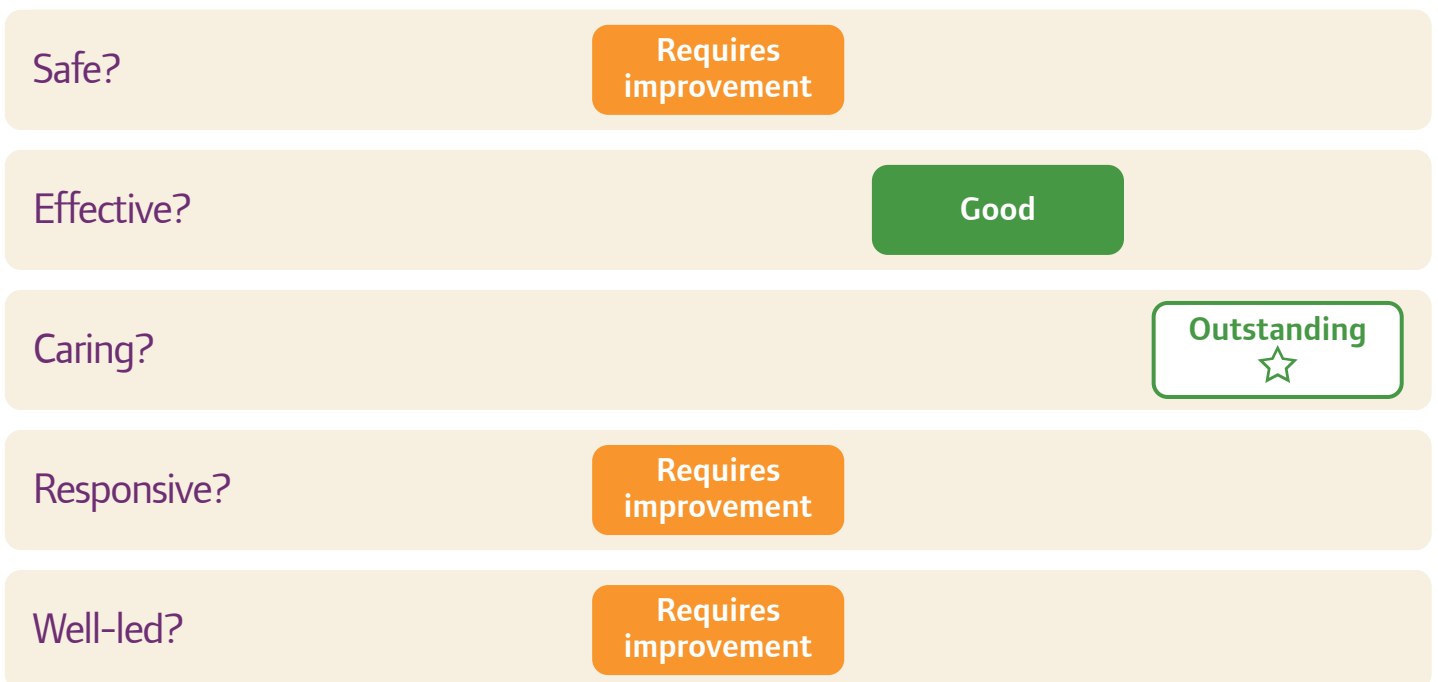 Safe?
Requires
improvement
Effective?
Good
Caring?
Outstanding
Responsive?
Requires
improvement
Well-led?
Requires
improvement